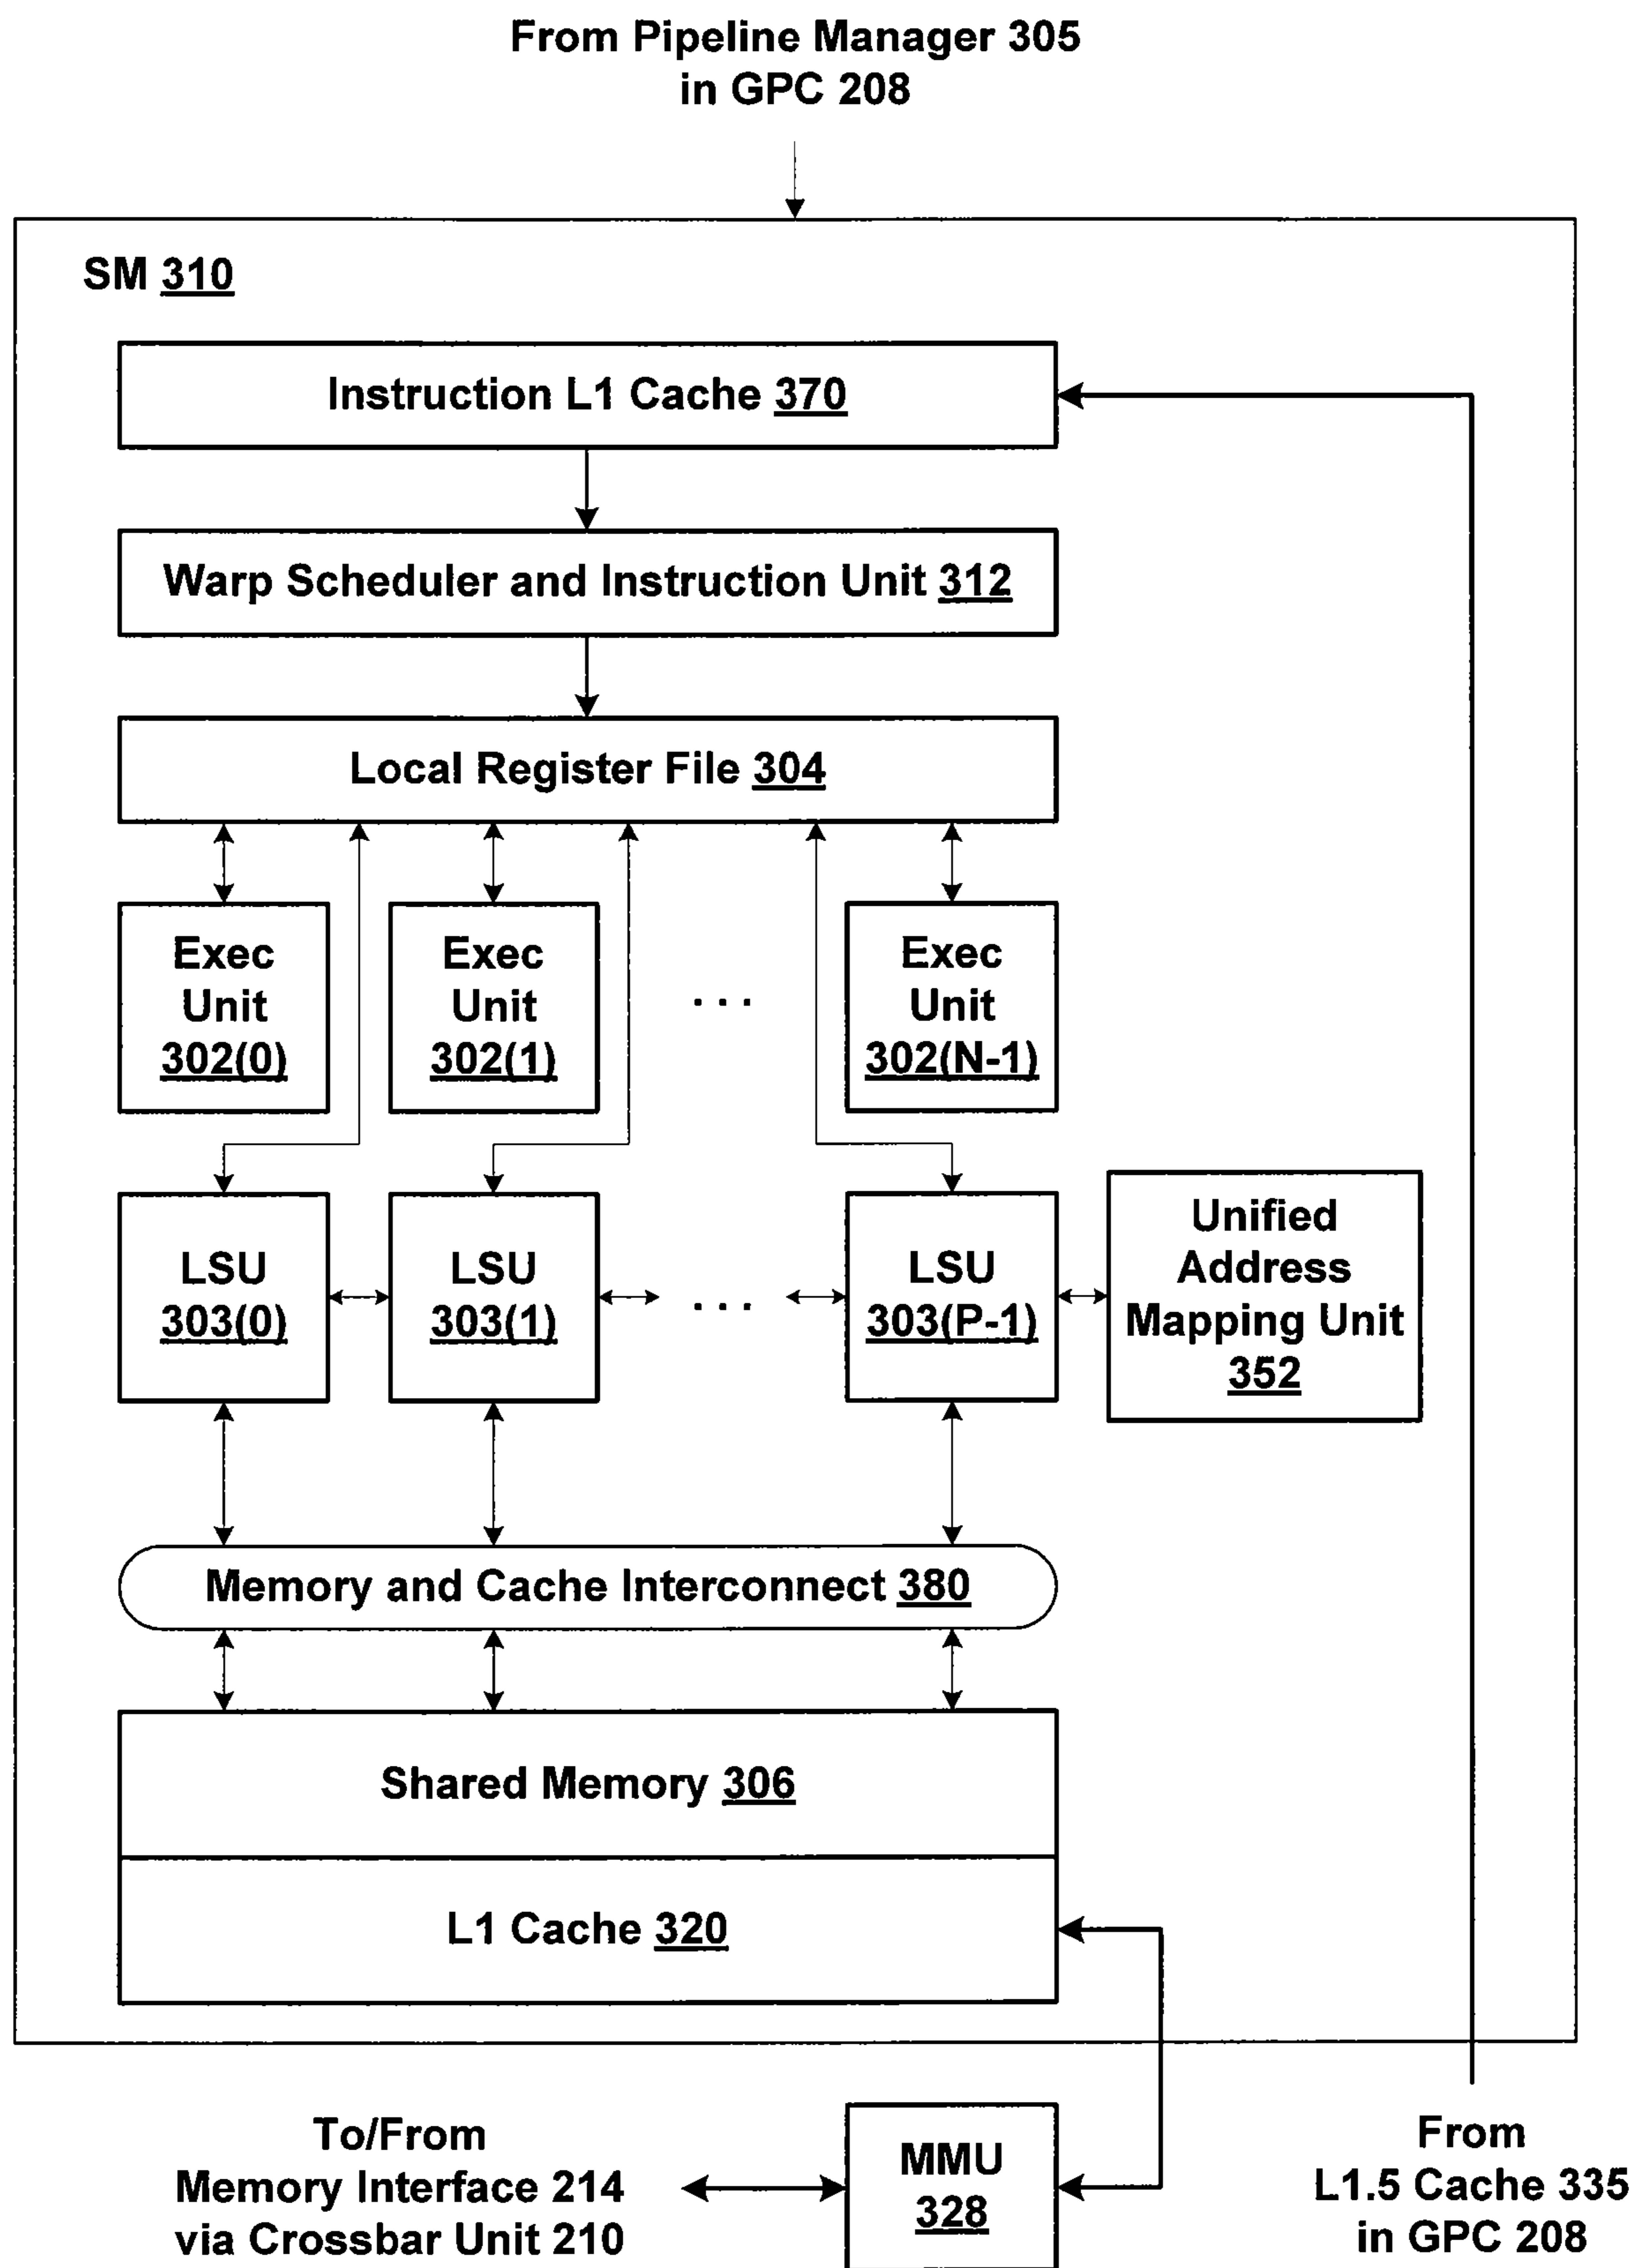 From Pipeline Manager 305
in GPC 208
SM 310
Instruction L1 Cache 370
Warp Scheduler and Instruction Unit 312
Local Register File 304
Exec
Unit
302(0)
Exec
Unit
302(1)
. . .
Exec
Unit
302(N-1)
LSU
303(0)
LSU
303(1)
. . .
LSU
303(P-1)
Unified
Address
Mapping Unit
352
Memory and Cache Interconnect 380
Shared Memory 306
L1 Cache 320
To/From
Memory Interface 214
via Crossbar Unit 210
MMU
328
From
L1.5 Cache 335
in GPC 208